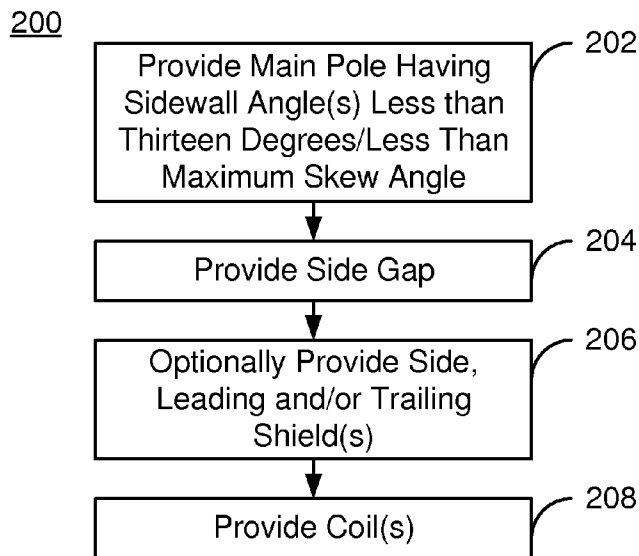 200
202
Provide Main Pole Having
Sidewall Angle(s) Less than
Thirteen Degrees/Less Than
Maximum Skew Angle
204
Provide Side Gap
206
Optionally Provide Side,
Leading and/or Trailing
Shield(s)
208
Provide Coil(s)